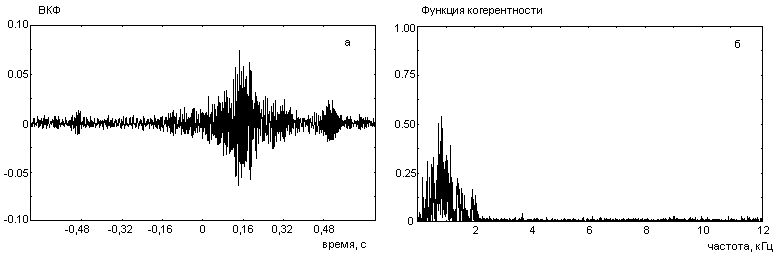 ВКФ
0.10
0.05
0
-0.05
-0.10
а
-0,48 -0,32 -0,16 0 0,16 0,32 0,48
время, с
Функция когерентности
1.00
0.75
0.50
0.25
0
б
2 4 6 8 10 12
частота, кГц